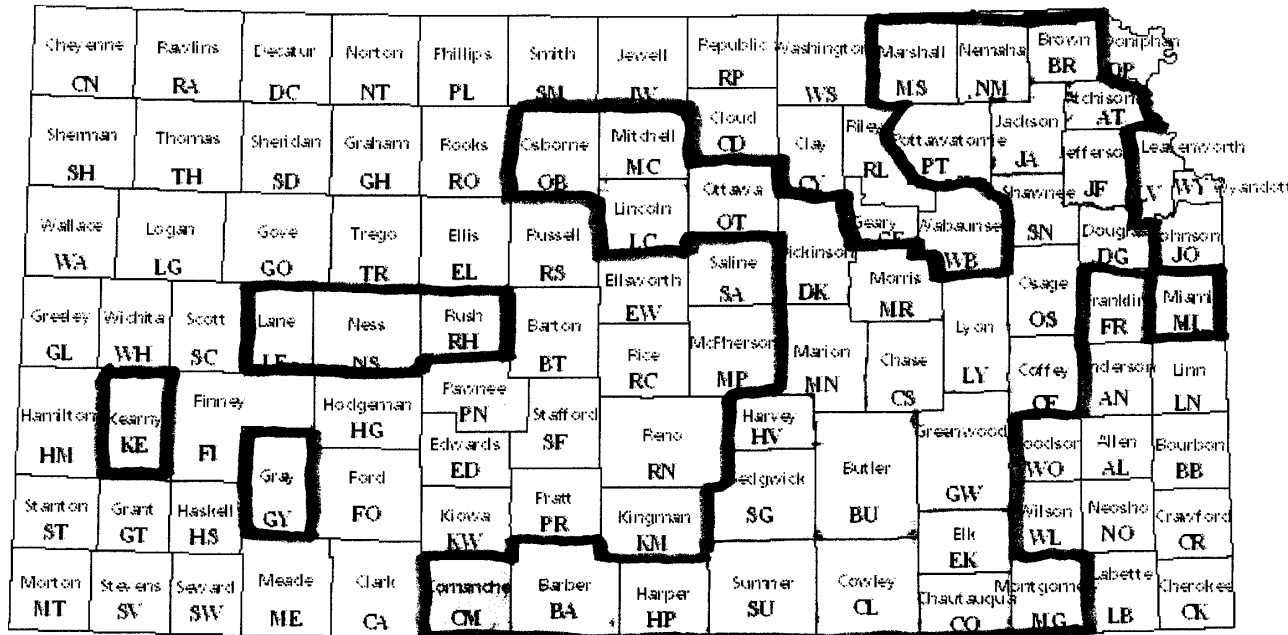 Cheyenne Rawlins Decatur Norton Phillips Smith Jewell Republic Washington Marshall Nemaha Brown Doniphan
CN RA DC NT PL SM JW RP WS MS NM BR DP
Sherman Thomas Sheridan Graham Rooks Osborne Mitchell Cloud Clay Riley Pottawatomie Jackson Atchison
SH TH SD GH RO OB MC CD CY RL PT JA AT
Jefferson Leavenworth Wyandott
JF LV WY
Wallace Logan Gove Trego Ellis Russell Lincoln Ottawa Geary Wabaunsee Shawnee Douglas Johnson
WA LG GO TR EL RS LC OT GE WB SN DG JO
Greeley Wichita Scott Lane Ness Rush Barton Ellsworth Saline Dickinson Morris Osage Franklin Miami
GL WH SC LE NS RH BT EW SA DK MR OS FR MI
Rice McPherson Marion Chase Lyon Coffey Anderson Linn
RC MP MN CS LY CF AN LN
Hamilton Kearny Finney Hodgeman Pawnee Stafford Reno Harvey Greenwood Woodson Allen Bourbon
HM KE FI HG PN SF RN HV GW WO AL BB
Gray Ford Edwards Sedgwick Butler
GY FO ED SG BU
Stanton Grant Haskell Kiowa Pratt Kingman Elk Wilson Neosho Crawford
ST GT HS KW PR KM EK WL NO CR
Morton Stevens Seward Meade Clark Comanche Barber Harper Sumner Cowley Chautauqua Montgomery Labette Cherokee
MT SV SW ME CA CM BA HP SU CL CQ MG LB CK